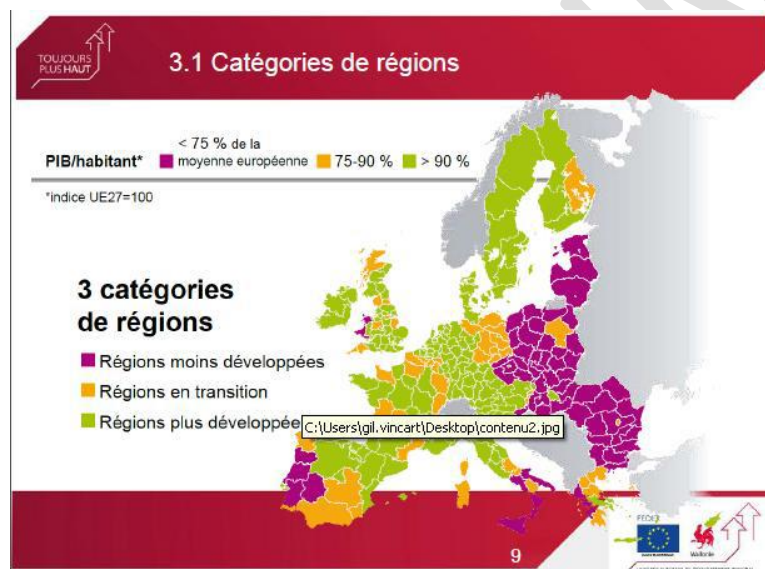 TOUJOURS
PLUS HAUT
3.1 Catégories de régions
PIB/habitant*
< 75 % de la
moyenne européenne
75-90 %
> 90 %
*indice UE27=100
3 catégories
de régions
Régions moins développées
Régions en transition
Régions plus développée
C:\Users\gil.vincart\Desktop\contenu2.jpg
9
FEDER
Wallonie